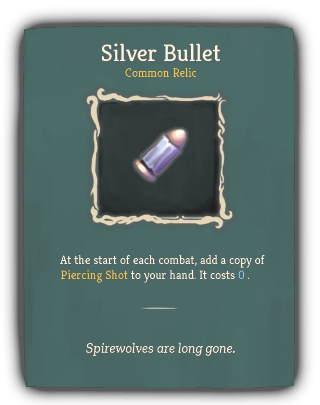 Silver Bullet
Common Relic
At the start of each combat, add a copy of
Piercing Shot to your hand. It costs 0 .
Spirewolves are long gone.